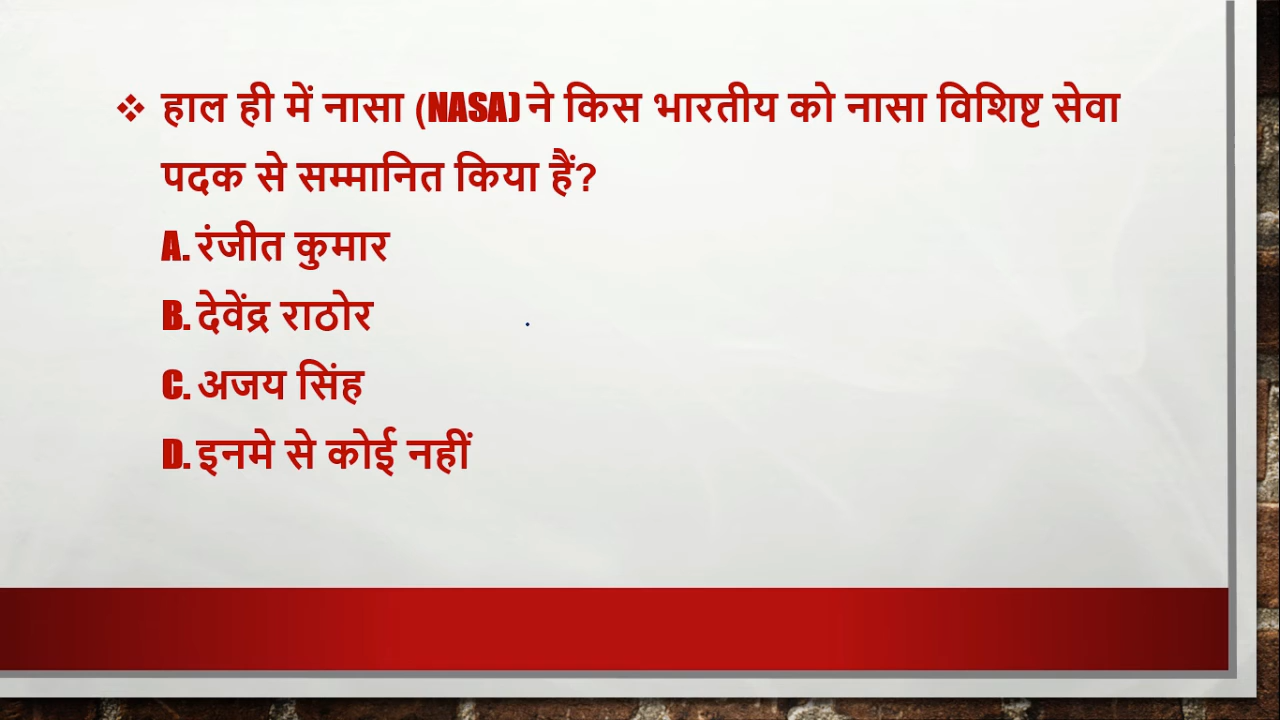 ❖ हाल ही में नासा (NASA) ने किस भारतीय को नासा विशिष्ट सेवा
पदक से सम्मानित किया हैं?
A. रंजीत कुमार
B. देवेंद्र राठोर
C. अजय सिंह
D. इनमे से कोई नहीं